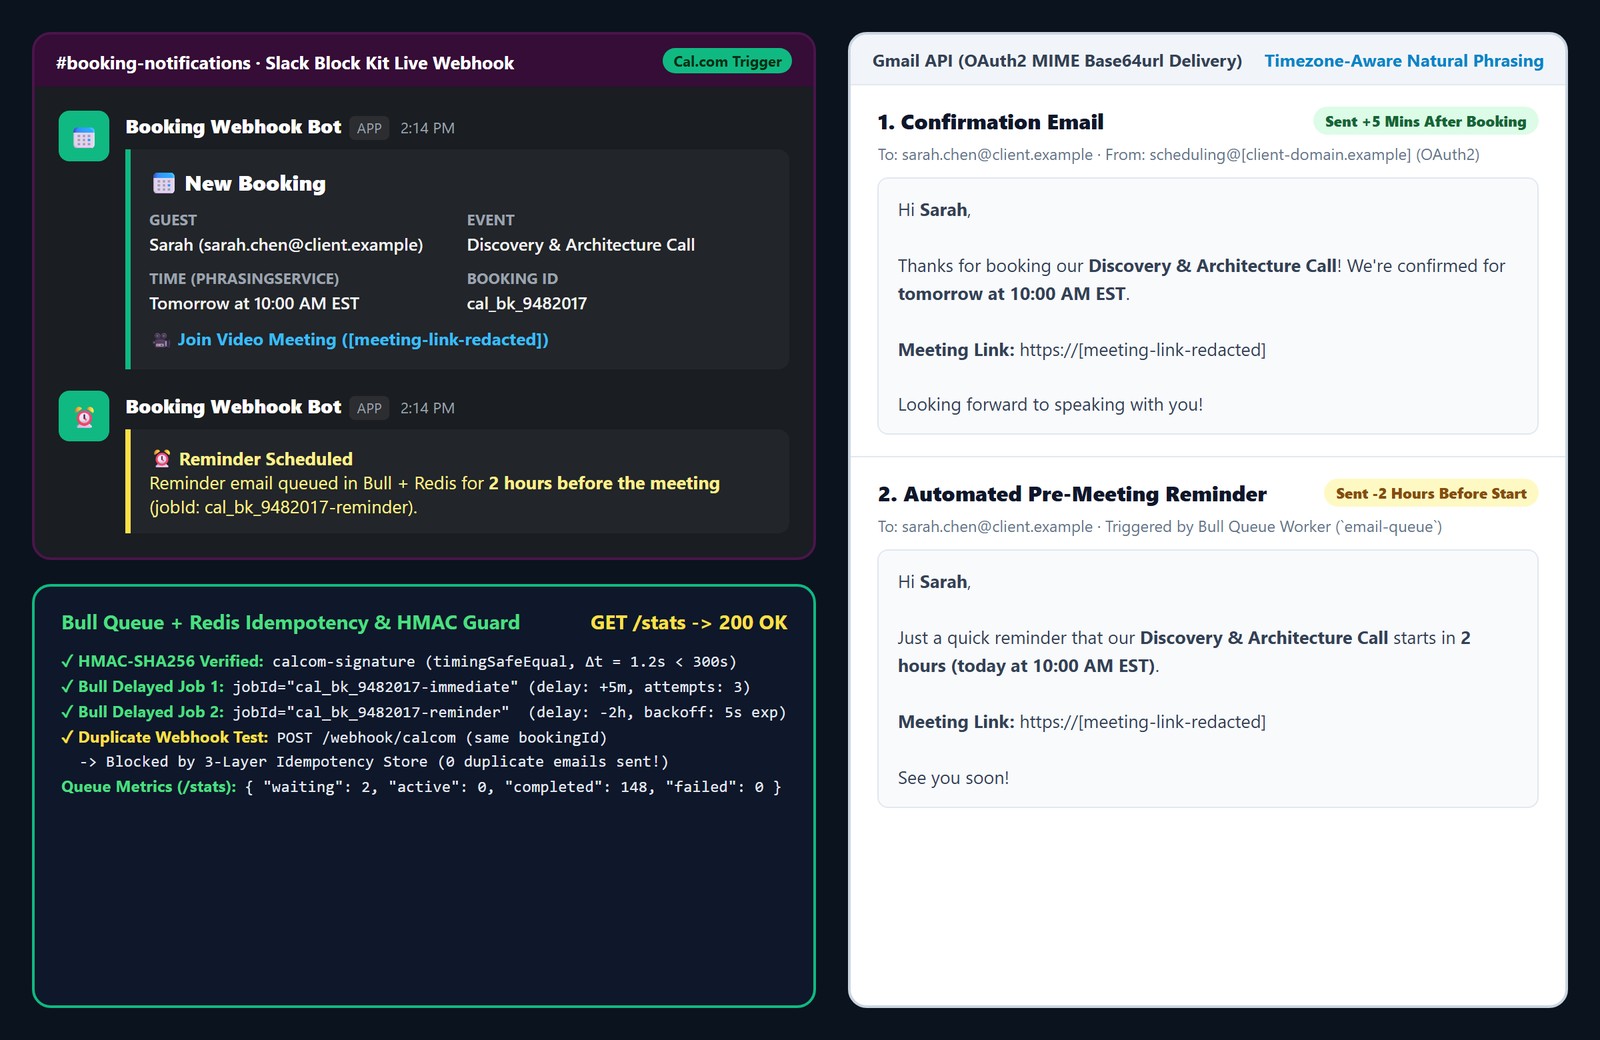 #booking-notifications · Slack Block Kit Live Webhook
Cal.com Trigger
Booking Webhook Bot APP 2:14 PM
New Booking
GUEST
Sarah (sarah.chen@client.example)
EVENT
Discovery & Architecture Call
TIME (PHRASINGSERVICE)
Tomorrow at 10:00 AM EST
BOOKING ID
cal_bk_9482017
Join Video Meeting ([meeting-link-redacted])
Booking Webhook Bot APP 2:14 PM
Reminder Scheduled
Reminder email queued in Bull + Redis for 2 hours before the meeting
(jobId: cal_bk_9482017-reminder).
Bull Queue + Redis Idempotency & HMAC Guard
GET /stats -> 200 OK
✓ HMAC-SHA256 Verified: calcom-signature (timingSafeEqual, Δt = 1.2s < 300s)
✓ Bull Delayed Job 1: jobId="cal_bk_9482017-immediate" (delay: +5m, attempts: 3)
✓ Bull Delayed Job 2: jobId="cal_bk_9482017-reminder" (delay: -2h, backoff: 5s exp)
✓ Duplicate Webhook Test: POST /webhook/calcom (same bookingId)
-> Blocked by 3-Layer Idempotency Store (0 duplicate emails sent!)
Queue Metrics (/stats): { "waiting": 2, "active": 0, "completed": 148, "failed": 0 }
Gmail API (OAuth2 MIME Base64url Delivery)
Timezone-Aware Natural Phrasing
1. Confirmation Email
Sent +5 Mins After Booking
To: sarah.chen@client.example · From: scheduling@[client-domain.example] (OAuth2)
Hi Sarah,
Thanks for booking our Discovery & Architecture Call! We're confirmed for
tomorrow at 10:00 AM EST.
Meeting Link: https://[meeting-link-redacted]
Looking forward to speaking with you!
2. Automated Pre-Meeting Reminder
Sent -2 Hours Before Start
To: sarah.chen@client.example · Triggered by Bull Queue Worker (`email-queue`)
Hi Sarah,
Just a quick reminder that our Discovery & Architecture Call starts in 2
hours (today at 10:00 AM EST).
Meeting Link: https://[meeting-link-redacted]
See you soon!